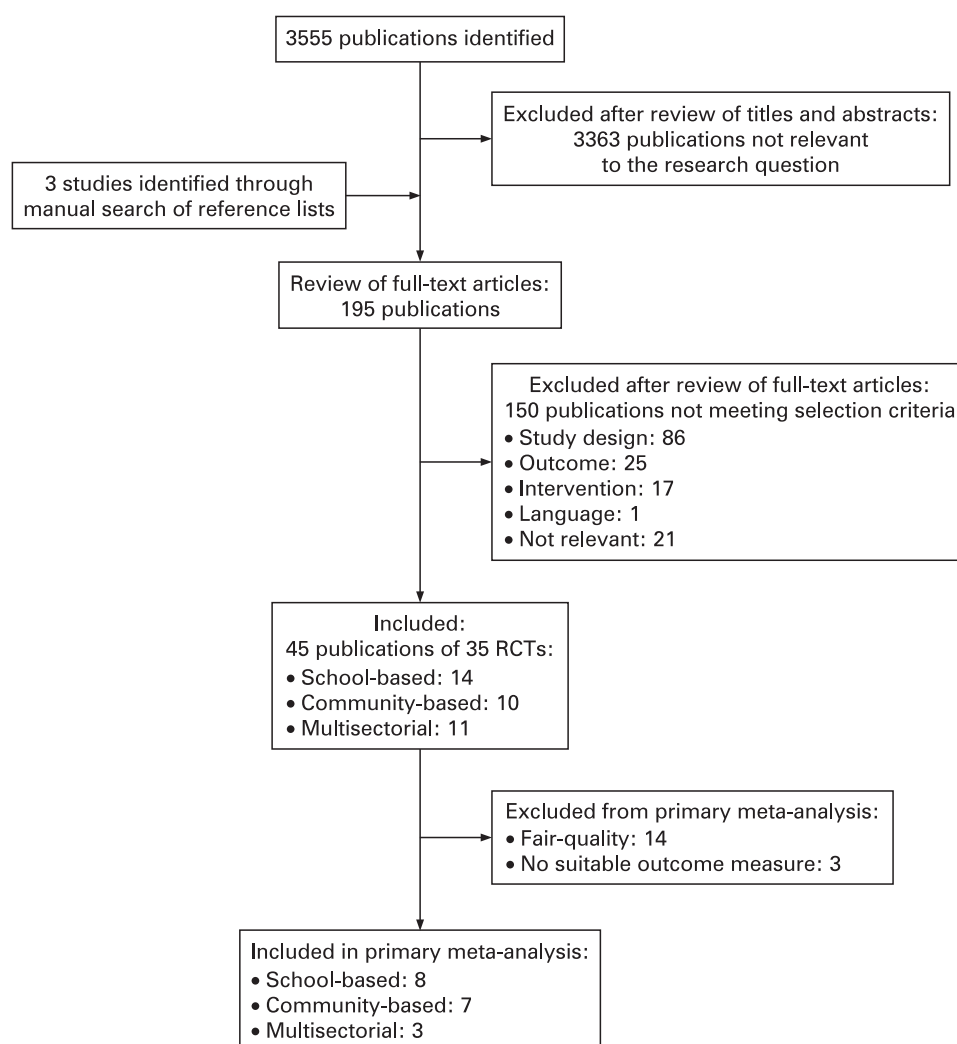 3555 publications identified
Excluded after review of titles and abstracts:
3363 publications not relevant
to the research question
3 studies identified through
manual search of reference lists
Review of full-text articles:
195 publications
Excluded after review of full-text articles:
150 publications not meeting selection criteria
• Study design: 86
• Outcome: 25
• Intervention: 17
• Language: 1
• Not relevant: 21
Included:
45 publications of 35 RCTs:
• School-based: 14
• Community-based: 10
• Multisectorial: 11
Excluded from primary meta-analysis:
• Fair-quality: 14
• No suitable outcome measure: 3
Included in primary meta-analysis:
• School-based: 8
• Community-based: 7
• Multisectorial: 3